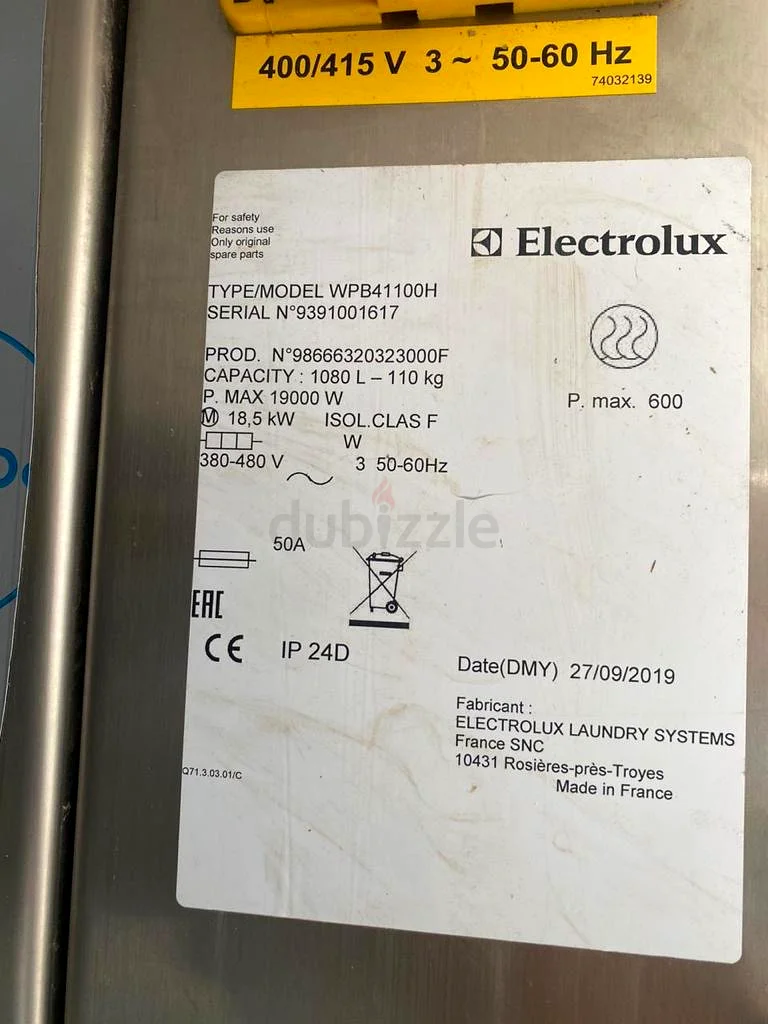 400/415 V 3 ~ 50-60 Hz
74032139
For safety
Reasons use
Only original
spare parts
Electrolux
TYPE/MODEL WPB41100H
SERIAL N°9391001617
PROD. N°98666320323000F
CAPACITY : 1080 L – 110 kg
P. MAX 19000 W
P. max. 600
M 18,5 kW ISOL.CLAS F
W
380-480 V 3 50-60Hz
dubizzle
50A
EAC
CE IP 24D
Date(DMY) 27/09/2019
Fabricant :
ELECTROLUX LAUNDRY SYSTEMS
France SNC
10431 Rosières-près-Troyes
Made in France
Q71.3.03.01/C